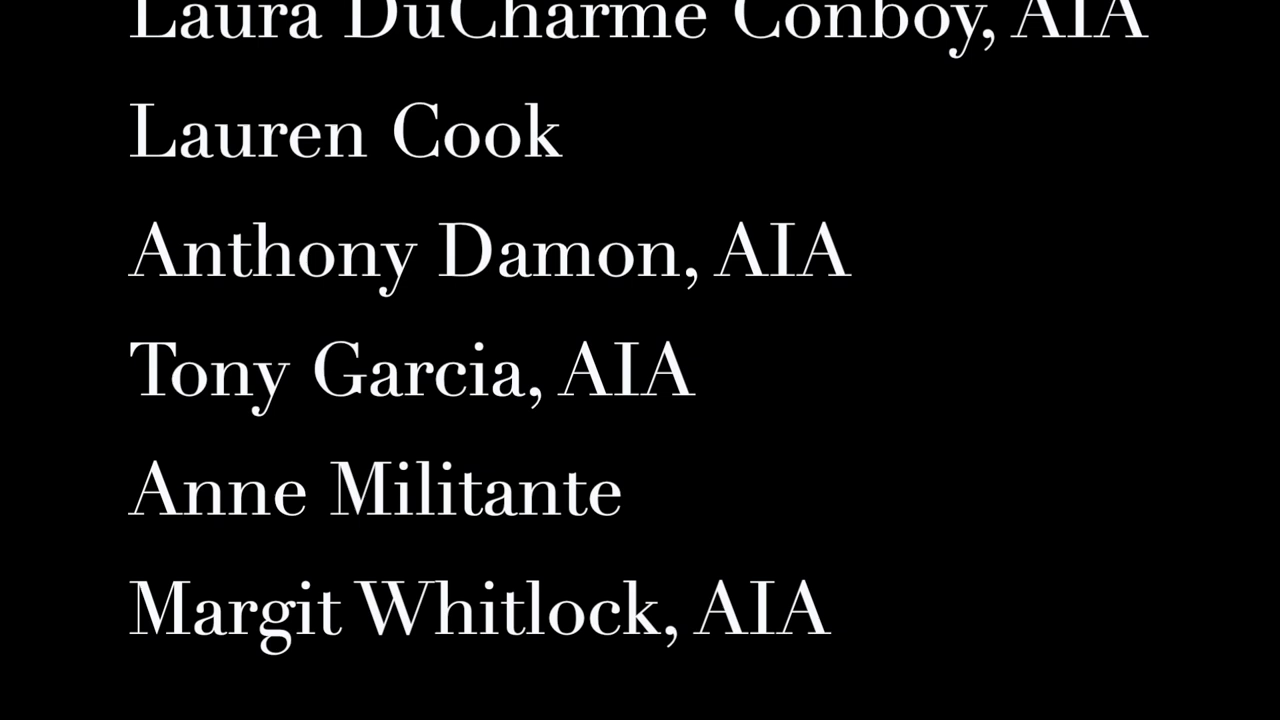 Laura DuCharme Conboy, AIA
Lauren Cook
Anthony Damon, AIA
Tony Garcia, AIA
Anne Militante
Margit Whitlock, AIA